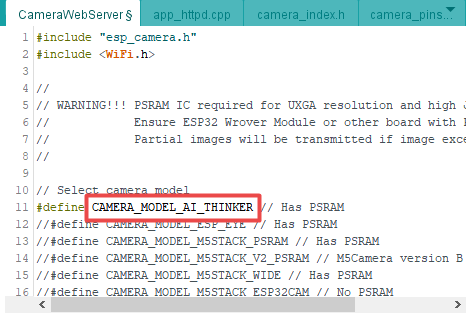 CameraWebServer § app_httpd.cpp camera_index.h camera_pins…
1 #include "esp_camera.h"
2 #include <WiFi.h>
3
4 //
5 // WARNING!!! PSRAM IC required for UXGA resolution and high J
6 // Ensure ESP32 Wrover Module or other board with
7 // Partial images will be transmitted if image exce
8 //
9
10 // Select camera model
11 #define CAMERA_MODEL_AI_THINKER // Has PSRAM
12 //#define CAMERA_MODEL_ESP_EYE // Has PSRAM
13 //#define CAMERA_MODEL_M5STACK_PSRAM // Has PSRAM
14 //#define CAMERA_MODEL_M5STACK_V2_PSRAM // M5Camera version B
15 //#define CAMERA_MODEL_M5STACK_WIDE // Has PSRAM
16 //#define CAMERA_MODEL_M5STACK_ESP32CAM // No PSRAM